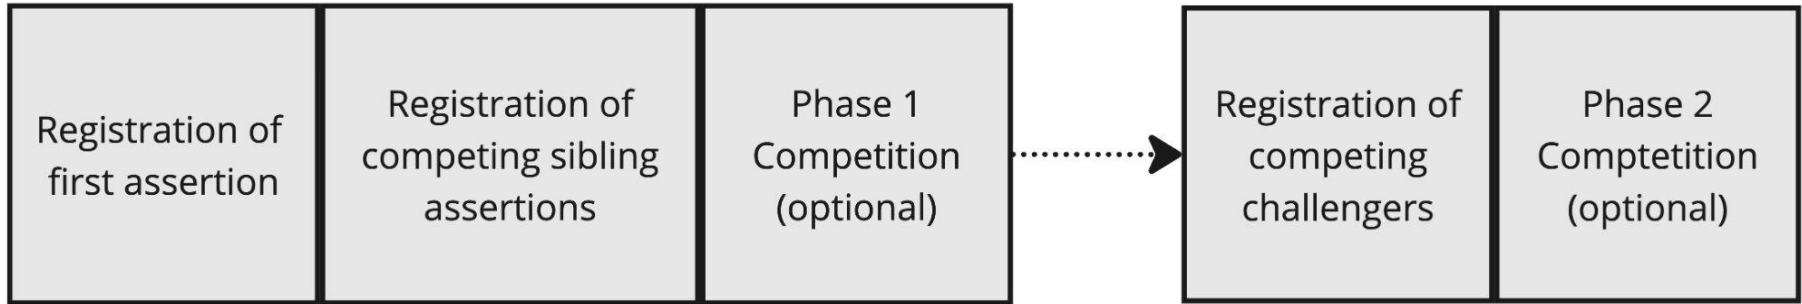 Registration of
first assertion
Registration of
competing sibling
assertions
Phase 1
Competition
(optional)
Registration of
competing
challengers
Phase 2
Comptetition
(optional)